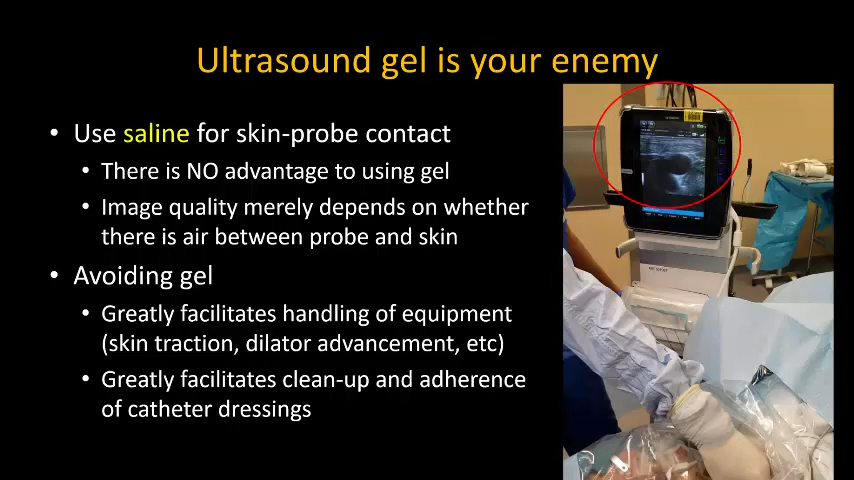 Ultrasound gel is your enemy
• Use saline for skin-probe contact
• There is NO advantage to using gel
• Image quality merely depends on whether
there is air between probe and skin
• Avoiding gel
• Greatly facilitates handling of equipment
(skin traction, dilator advancement, etc)
• Greatly facilitates clean-up and adherence
of catheter dressings